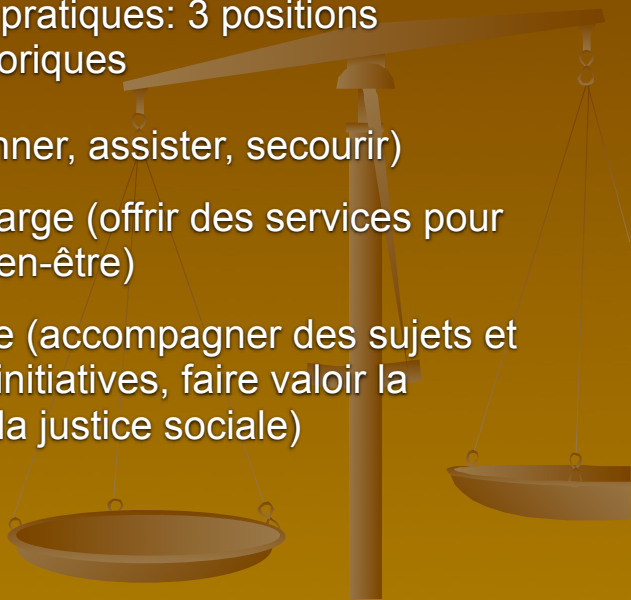 pratiques: 3 positions
oriques
nner, assister, secourir)
arge (offrir des services pour
en-être)
e (accompagner des sujets et
initiatives, faire valoir la
la justice sociale)